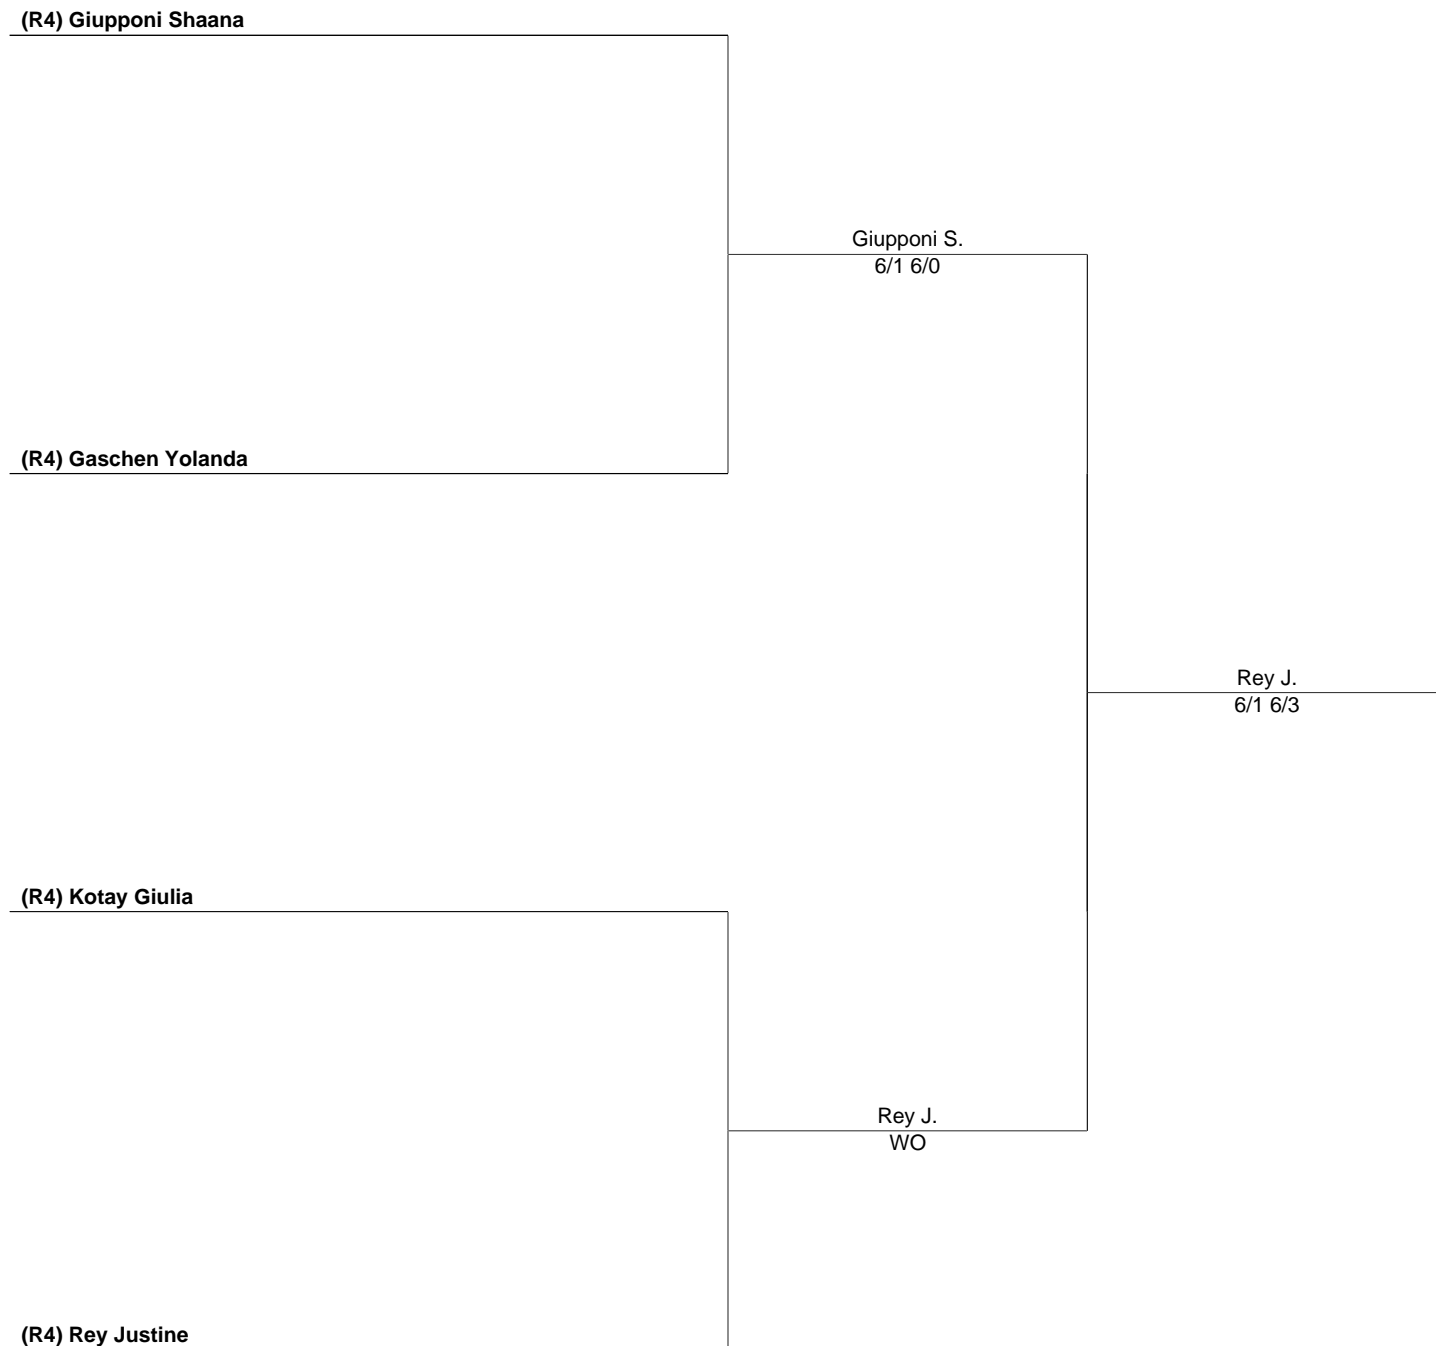 (R4) Giupponi Shaana
Giupponi S.
6/1 6/0
(R4) Gaschen Yolanda
Rey J.
6/1 6/3
(R4) Kotay Giulia
Rey J.
WO
(R4) Rey Justine